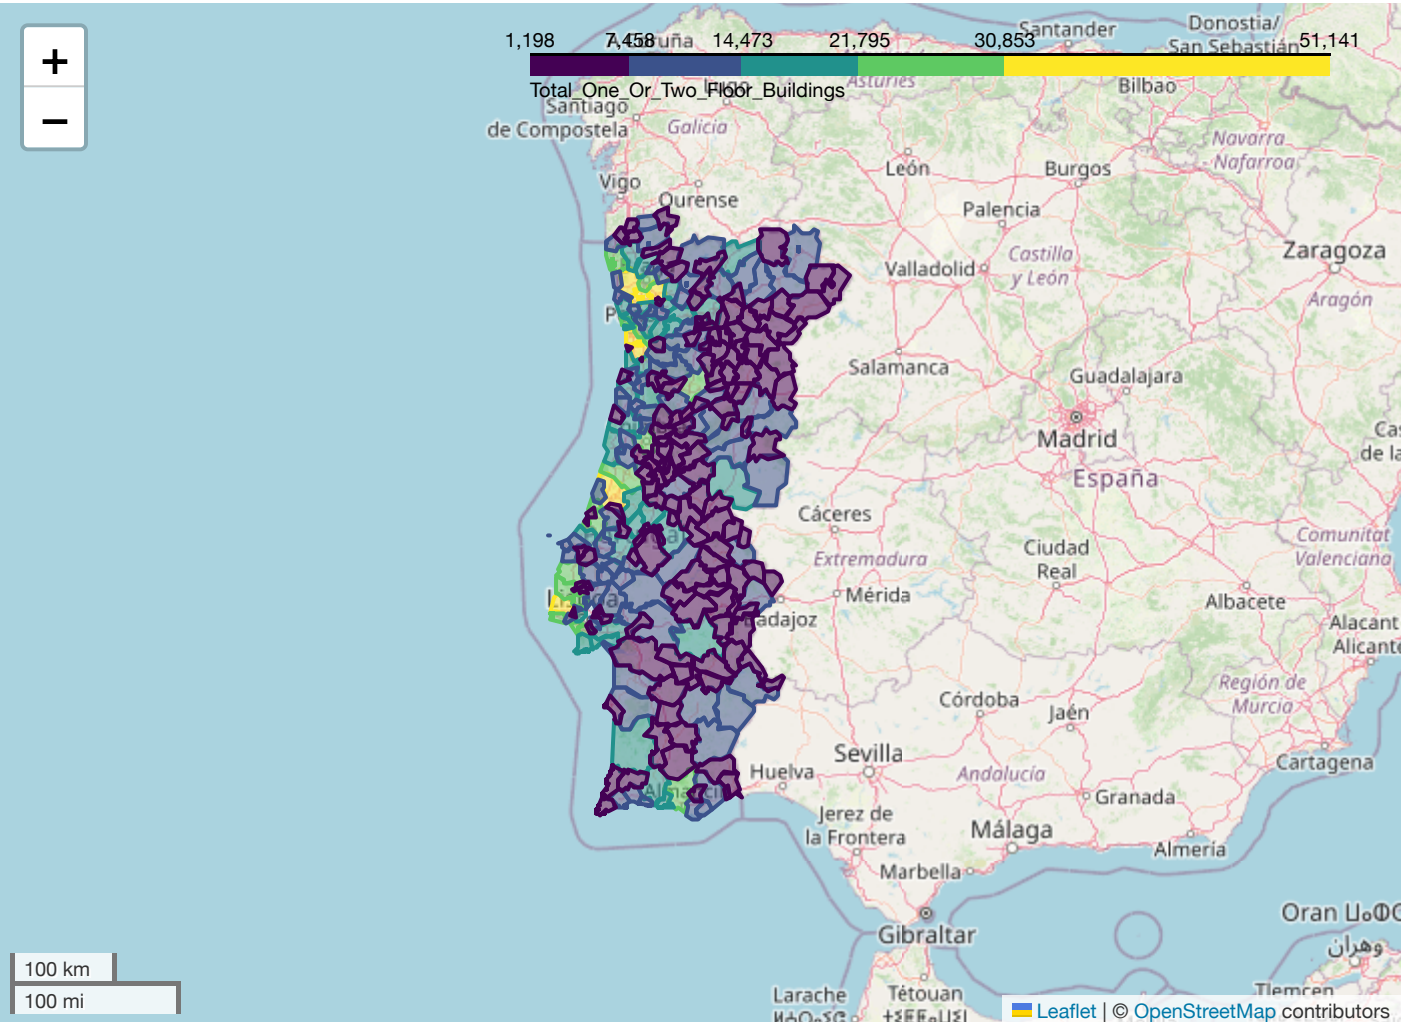 +
−
1,198
7,458
14,473
21,795
30,853
51,141
Total_One_Or_Two_Floor_Buildings
Santander
Donostia/
San Sebastián
Asturies
Bilbao
Santiago
de Compostela
Galicia
Navarra
- Nafarroa
León
Burgos
Vigo
Ourense
Palencia
Castilla
y León
Zaragoza
Valladolid
Aragón
Salamanca
Guadalajara
Madrid
España
Cáceres
Extremadura
Ciudad
Real
Comunitat
Valenciana
Mérida
Albacete
Badajoz
Alacant
Alicante
Región de
Murcia
Córdoba
Jaén
Sevilla
Huelva
Andalucía
Cartagena
Granada
Jerez de
la Frontera
Málaga
Almería
Marbella
Gibraltar
Oran
وهران
100 km
100 mi
Larache
Tétouan
Tlemcen
Leaflet | © OpenStreetMap contributors